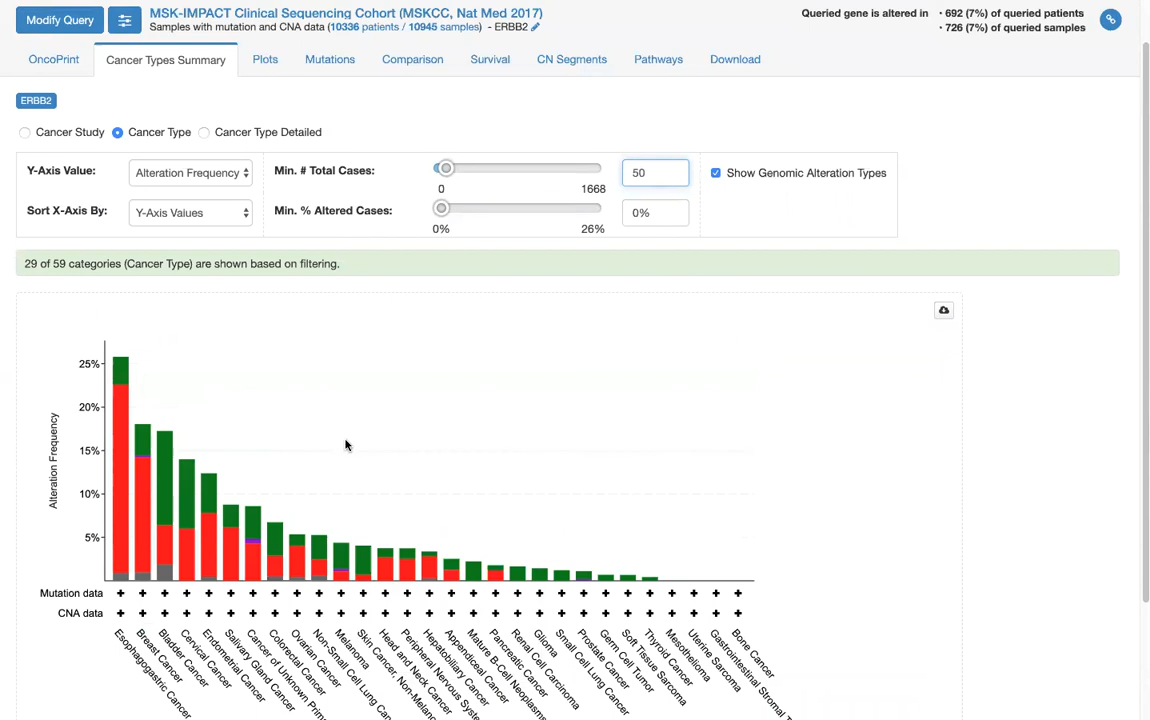 Modify Query
MSK-IMPACT Clinical Sequencing Cohort (MSKCC, Nat Med 2017)
Samples with mutation and CNA data (10336 patients / 10945 samples) - ERBB2
Queried gene is altered in
• 692 (7%) of queried patients
• 726 (7%) of queried samples
OncoPrint
Cancer Types Summary
Plots
Mutations
Comparison
Survival
CN Segments
Pathways
Download
ERBB2
Cancer Study
Cancer Type
Cancer Type Detailed
Y-Axis Value:
Alteration Frequency
Min. # Total Cases:
0
1668
50
Show Genomic Alteration Types
Sort X-Axis By:
Y-Axis Values
Min. % Altered Cases:
0%
26%
0%
29 of 59 categories (Cancer Type) are shown based on filtering.
Alteration Frequency
25%
20%
15%
10%
5%
Mutation data
CNA data
Esophagogastric Cancer
Breast Cancer
Bladder Cancer
Cervical Cancer
Endometrial Cancer
Salivary Gland Cancer
Cancer of Unknown Prim
Colorectal Cancer
Ovarian Cancer
Non-Small Cell Lung Can
Melanoma
Skin Cancer, Non-Melano
Head and Neck Cancer
Peripheral Nervous Syste
Hepatobiliary Cancer
Appendiceal Cancer
Mature B-Cell Neoplasms
Pancreatic Cancer
Renal Cell Carcinoma
Glioma
Small Cell Lung Cancer
Prostate Cancer
Germ Cell Tumor
Soft Tissue Sarcoma
Thyroid Cancer
Mesothelioma
Uterine Sarcoma
Gastrointestinal Stromal T
Bone Cancer